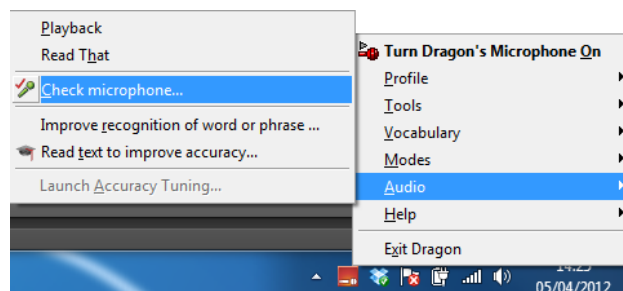 Playback
Read That
Check microphone...
Improve recognition of word or phrase ...
Read text to improve accuracy...
Launch Accuracy Tuning...
Turn Dragon's Microphone On
Profile
Tools
Vocabulary
Modes
Audio
Help
Exit Dragon
05/04/2012